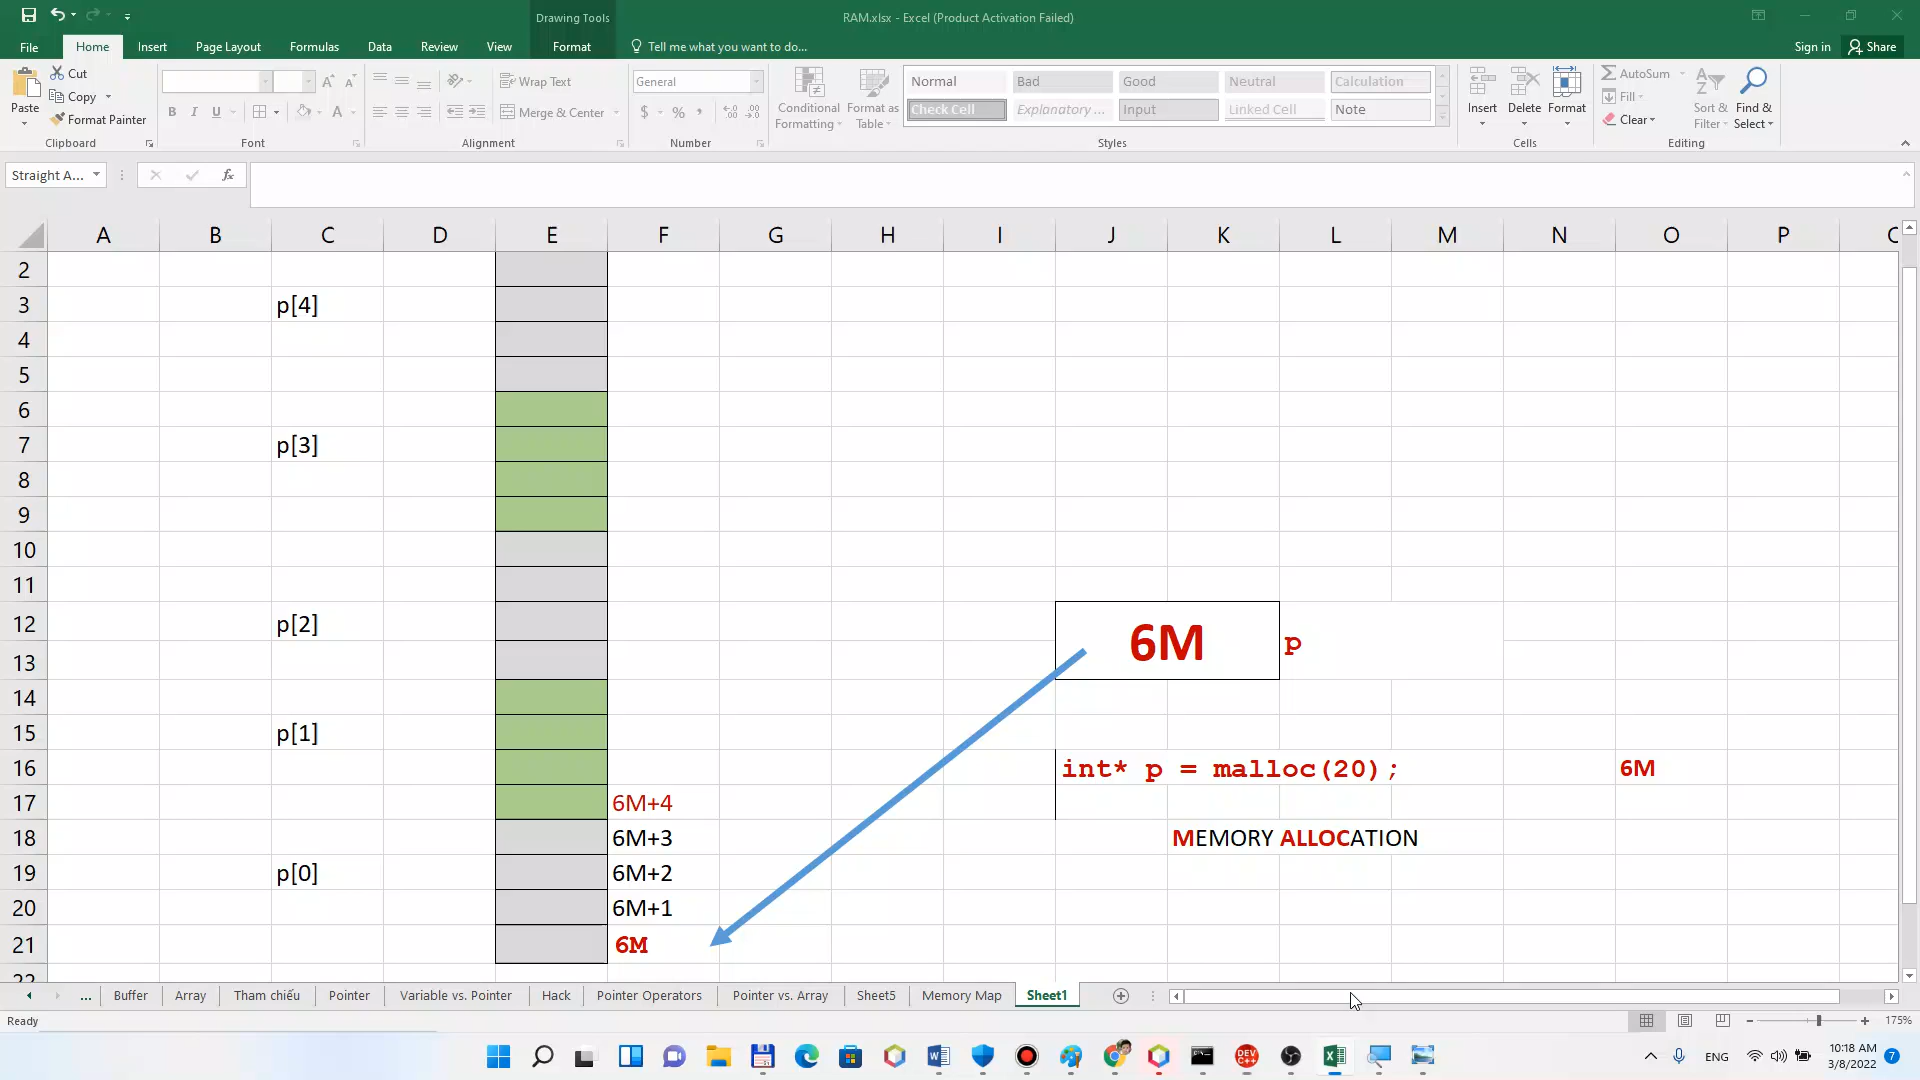 Drawing Tools
RAM.xlsx - Excel (Product Activation Failed)
File Home Insert Page Layout Formulas Data Review View Format Tell me what you want to do... Sign in Share
Paste
Cut
Copy
Format Painter
Clipboard
B I U
A A
Font
Wrap Text
Merge & Center
Alignment
General
$ % ,
Number
Conditional Formatting
Format as Table
Normal Bad Good Neutral Calculation
Check Cell Explanatory ... Input Linked Cell Note
Styles
Insert Delete Format
Cells
AutoSum
Fill
Clear
Sort & Filter
Find & Select
Editing
Straight A...
fx
A B C D E F G H I J K L M N O P
2
3 p[4]
4
5
6
7 p[3]
8
9
10
11
12 p[2] 6M p
13
14
15 p[1]
16 int* p = malloc(20); 6M
17 6M+4
18 6M+3 MEMORY ALLOCATION
19 p[0] 6M+2
20 6M+1
21 6M
22
... Buffer Array Tham chiếu Pointer Variable vs. Pointer Hack Pointer Operators Pointer vs. Array Sheet5 Memory Map Sheet1
Ready 175%
DEV C++
ENG
10:18 AM
3/8/2022
7